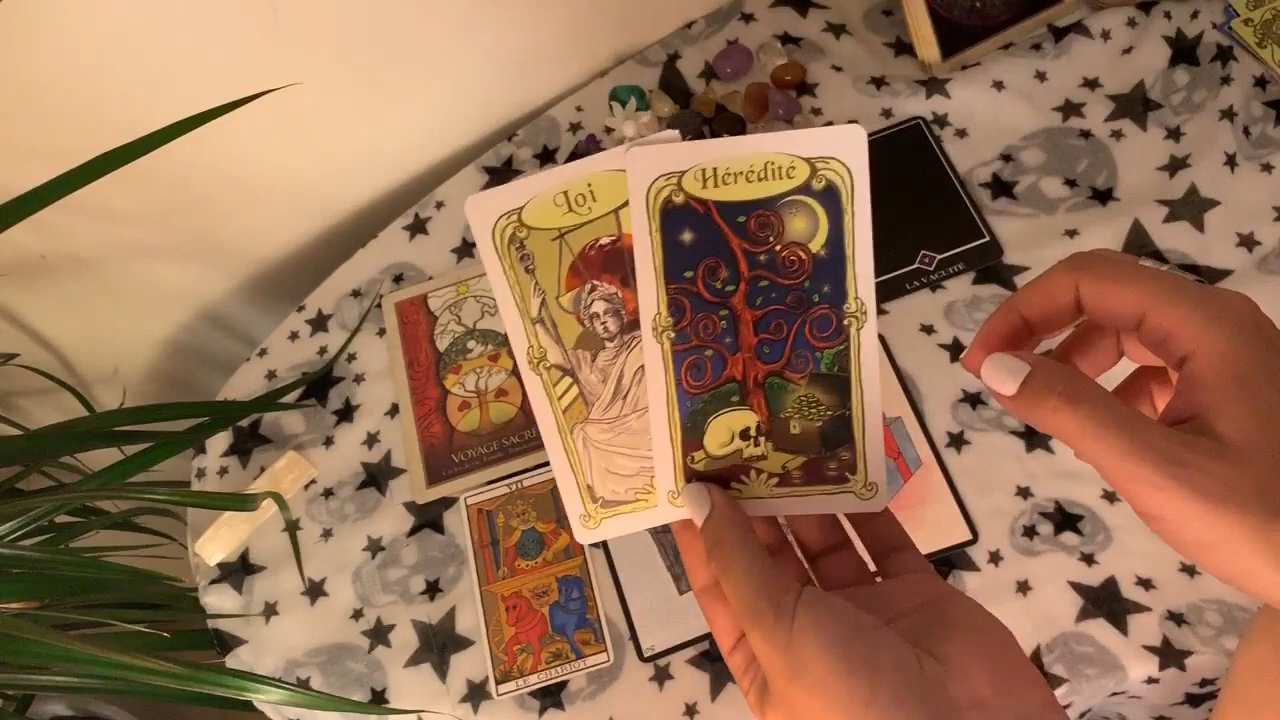 Loi
Hérédité
LA VACUITÉ
VOYAGE SACRÉ
VII
LE CHARIOT